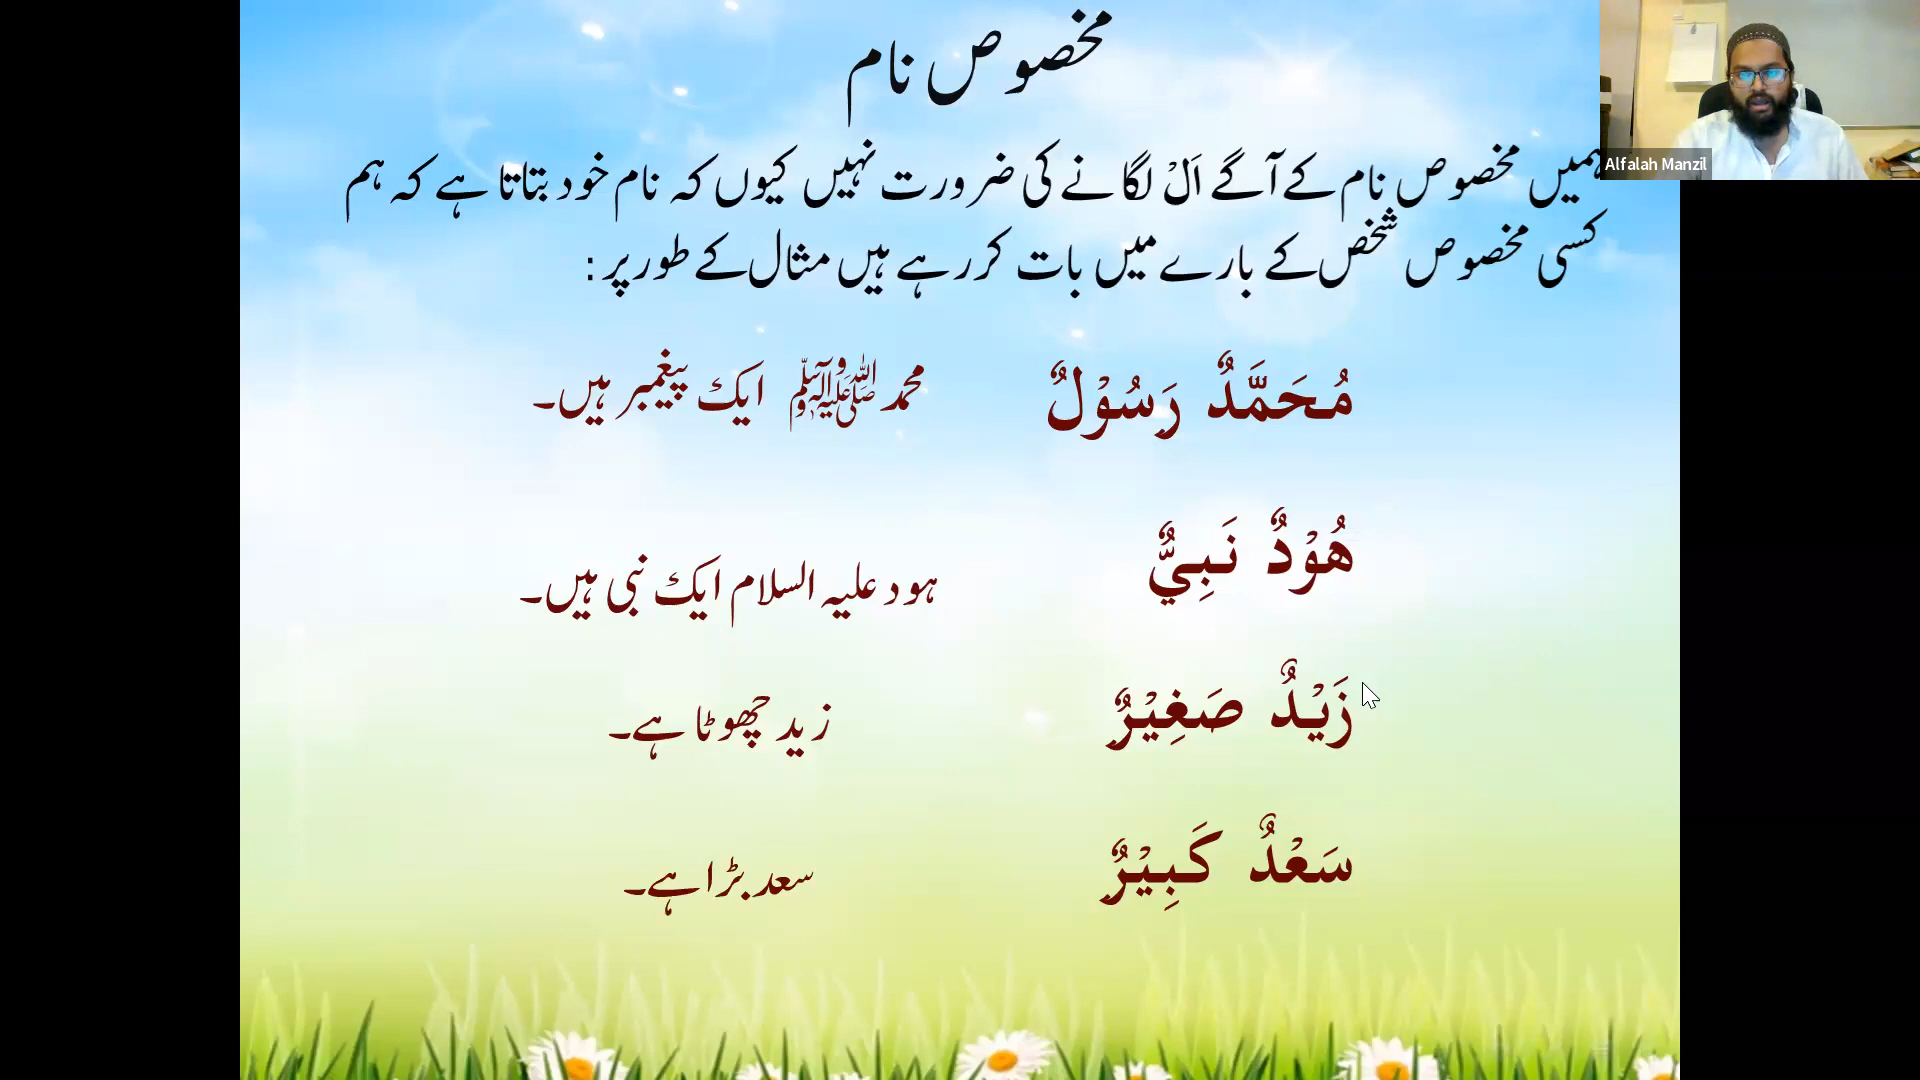 مخصوص نام
Alfalah Manzil
ہمیں مخصوص نام کے آگے اَلْ لگانے کی ضرورت نہیں کیوں کہ نام خود بتاتا ہے کہ ہم
کسی مخصوص شخص کے بارے میں بات کر رہے ہیں مثال کے طور پر :
مُحَمَّدٌ رَسُوْلٌ محمد ﷺ ایک پیغمبر ہیں۔
هُوْدٌ نَبِيٌّ ہود علیہ السلام ایک نبی ہیں۔
زَيْدٌ صَغِيْرٌ زید چھوٹا ہے۔
سَعْدٌ كَبِيْرٌ سعد بڑا ہے۔